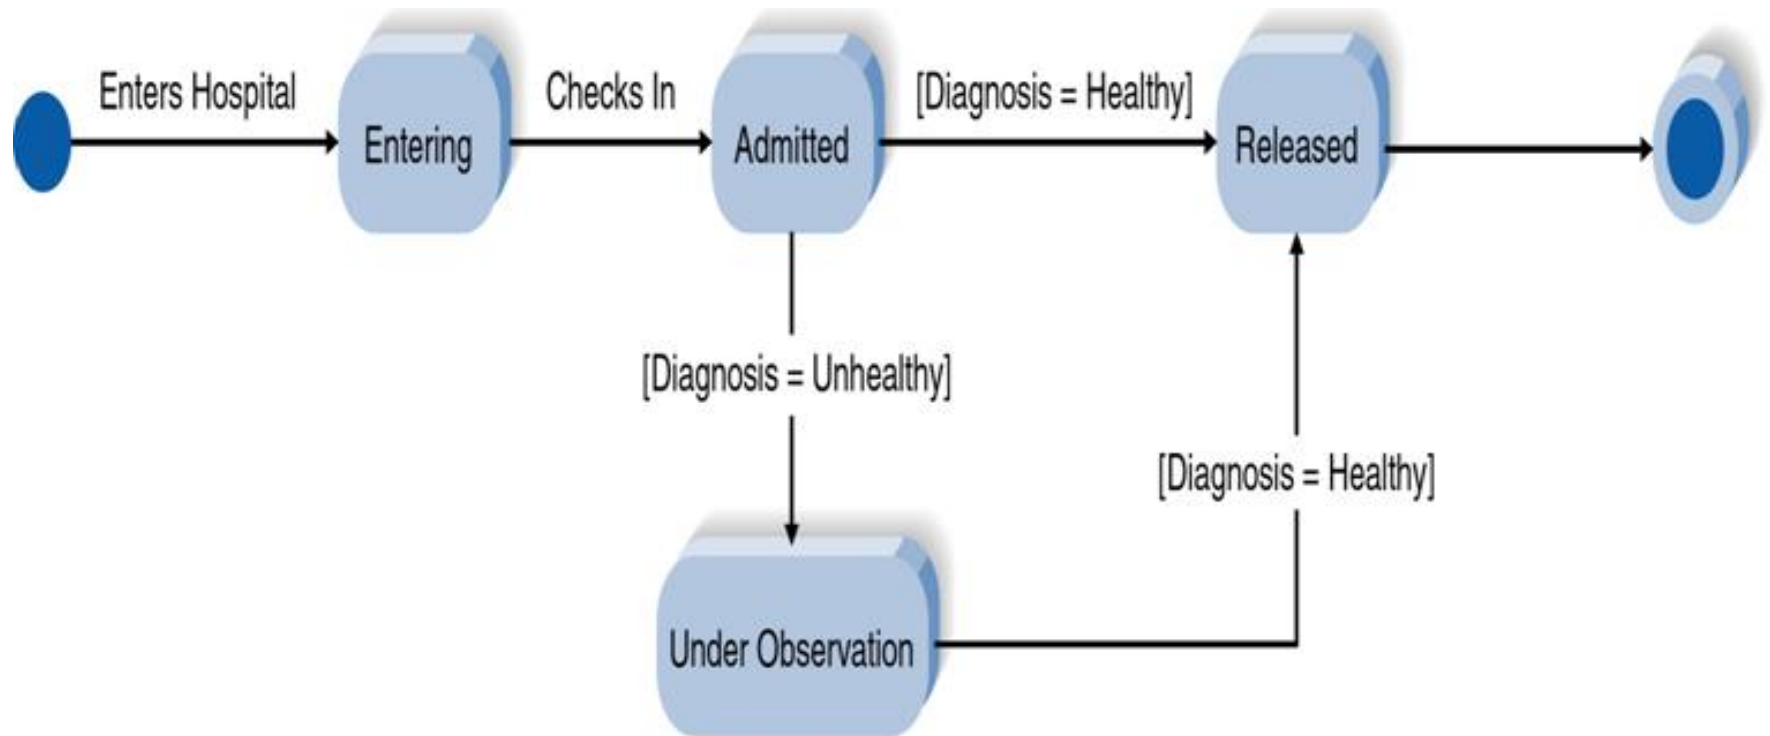 Enters Hospital
Entering
Checks In
Admitted
[Diagnosis = Healthy]
Released
[Diagnosis = Unhealthy]
[Diagnosis = Healthy]
Under Observation